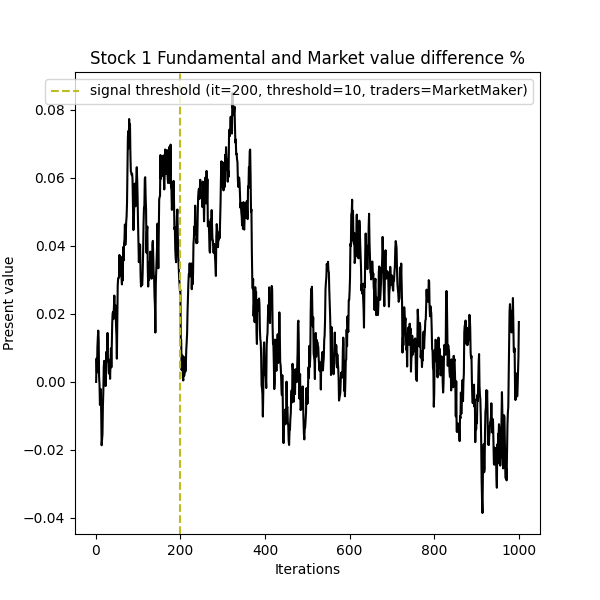 Stock 1 Fundamental and Market value difference %
signal threshold (it=200, threshold=10, traders=MarketMaker)
0.08
0.06
0.04
0.02
0.00
−0.02
−0.04
Present value
0 200 400 600 800 1000
Iterations